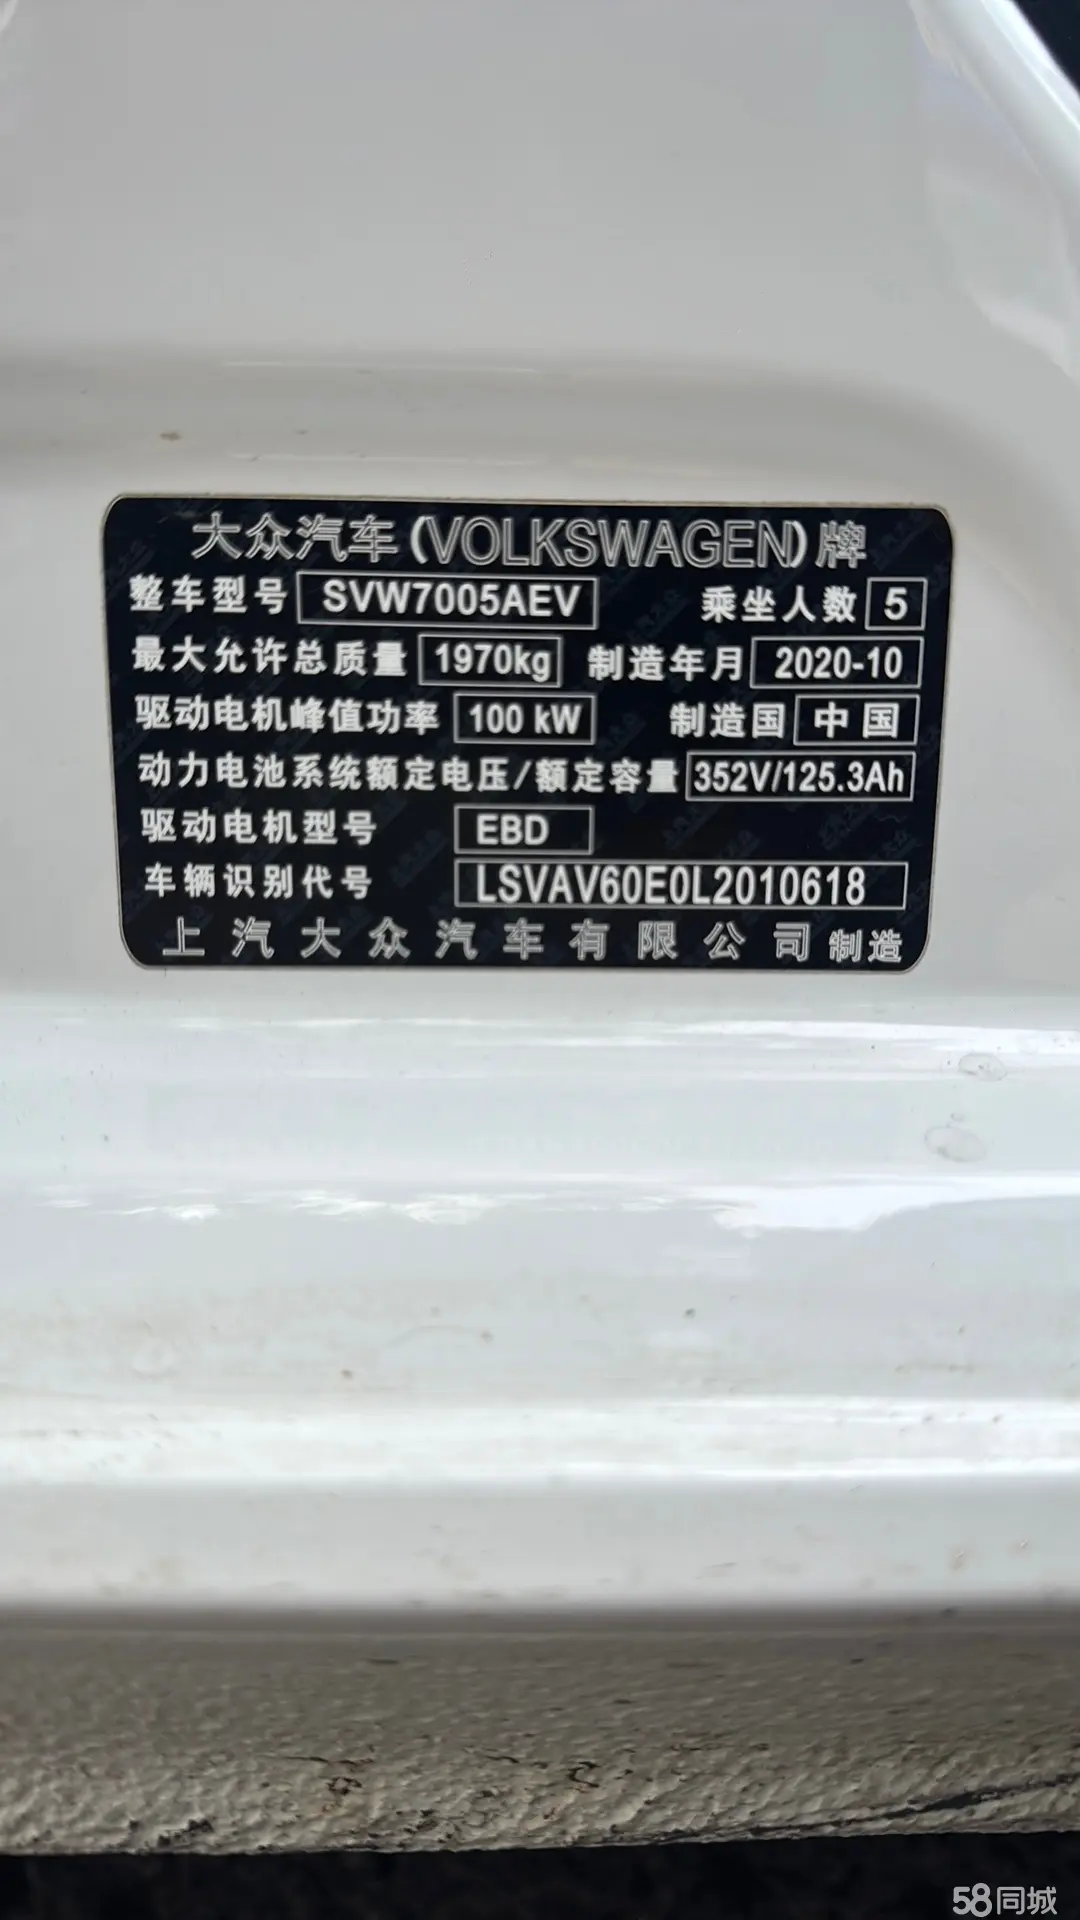 大众汽车(VOLKSWAGEN)牌
整车型号 SVW7005AEV 乘坐人数 5
最大允许总质量 1970kg 制造年月 2020-10
驱动电机峰值功率 100 kW 制造国 中国
动力电池系统额定电压/额定容量 352V/125.3Ah
驱动电机型号 EBD
车辆识别代号 LSVAV60E0L2010618
上汽大众汽车有限公司制造
58同城